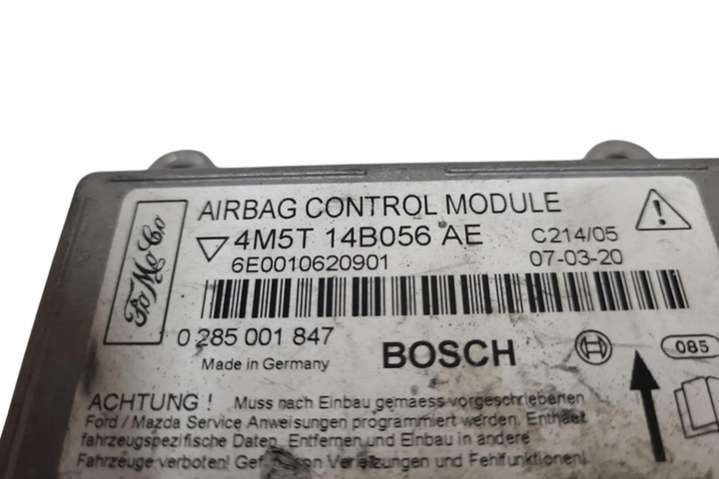 FoMoCo
AIRBAG CONTROL MODULE
4M5T 14B056 AE
C214/05
6E0010620901
07-03-20
0 285 001 847
Made in Germany
BOSCH
085
ACHTUNG ! Muss nach Einbau gemaess vorgeschriebenen
Ford / Mazda Service Anweisungen programmiert werden. Enthaelt
fahrzeugspezifische Daten. Entfernen und Einbau in andere
Fahrzeuge verboten! von Verletzungen und Fehlfunktionen!